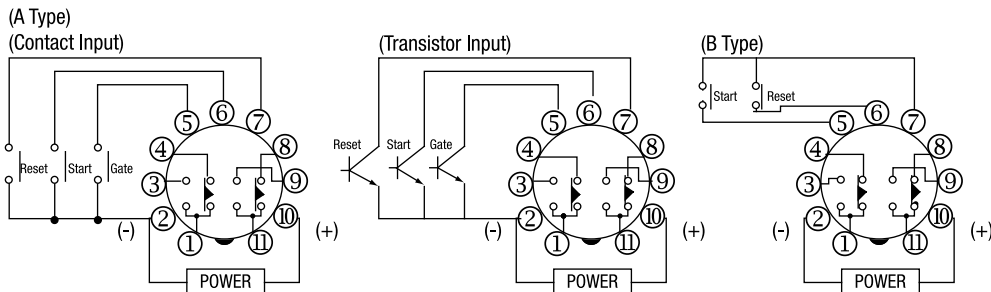 (A Type)
(Contact Input)
Reset
Start
Gate
⑤ ⑥ ⑦
④ ⑧
③ ⑨
② ⑩
① ⑪
(-) (+)
POWER
(Transistor Input)
Reset Start Gate
⑤ ⑥ ⑦
④ ⑧
③ ⑨
② ⑩
① ⑪
(-) (+)
POWER
(B Type)
Start Reset
⑤ ⑥ ⑦
④ ⑧
③ ⑨
② ⑩
① ⑪
(-) (+)
POWER